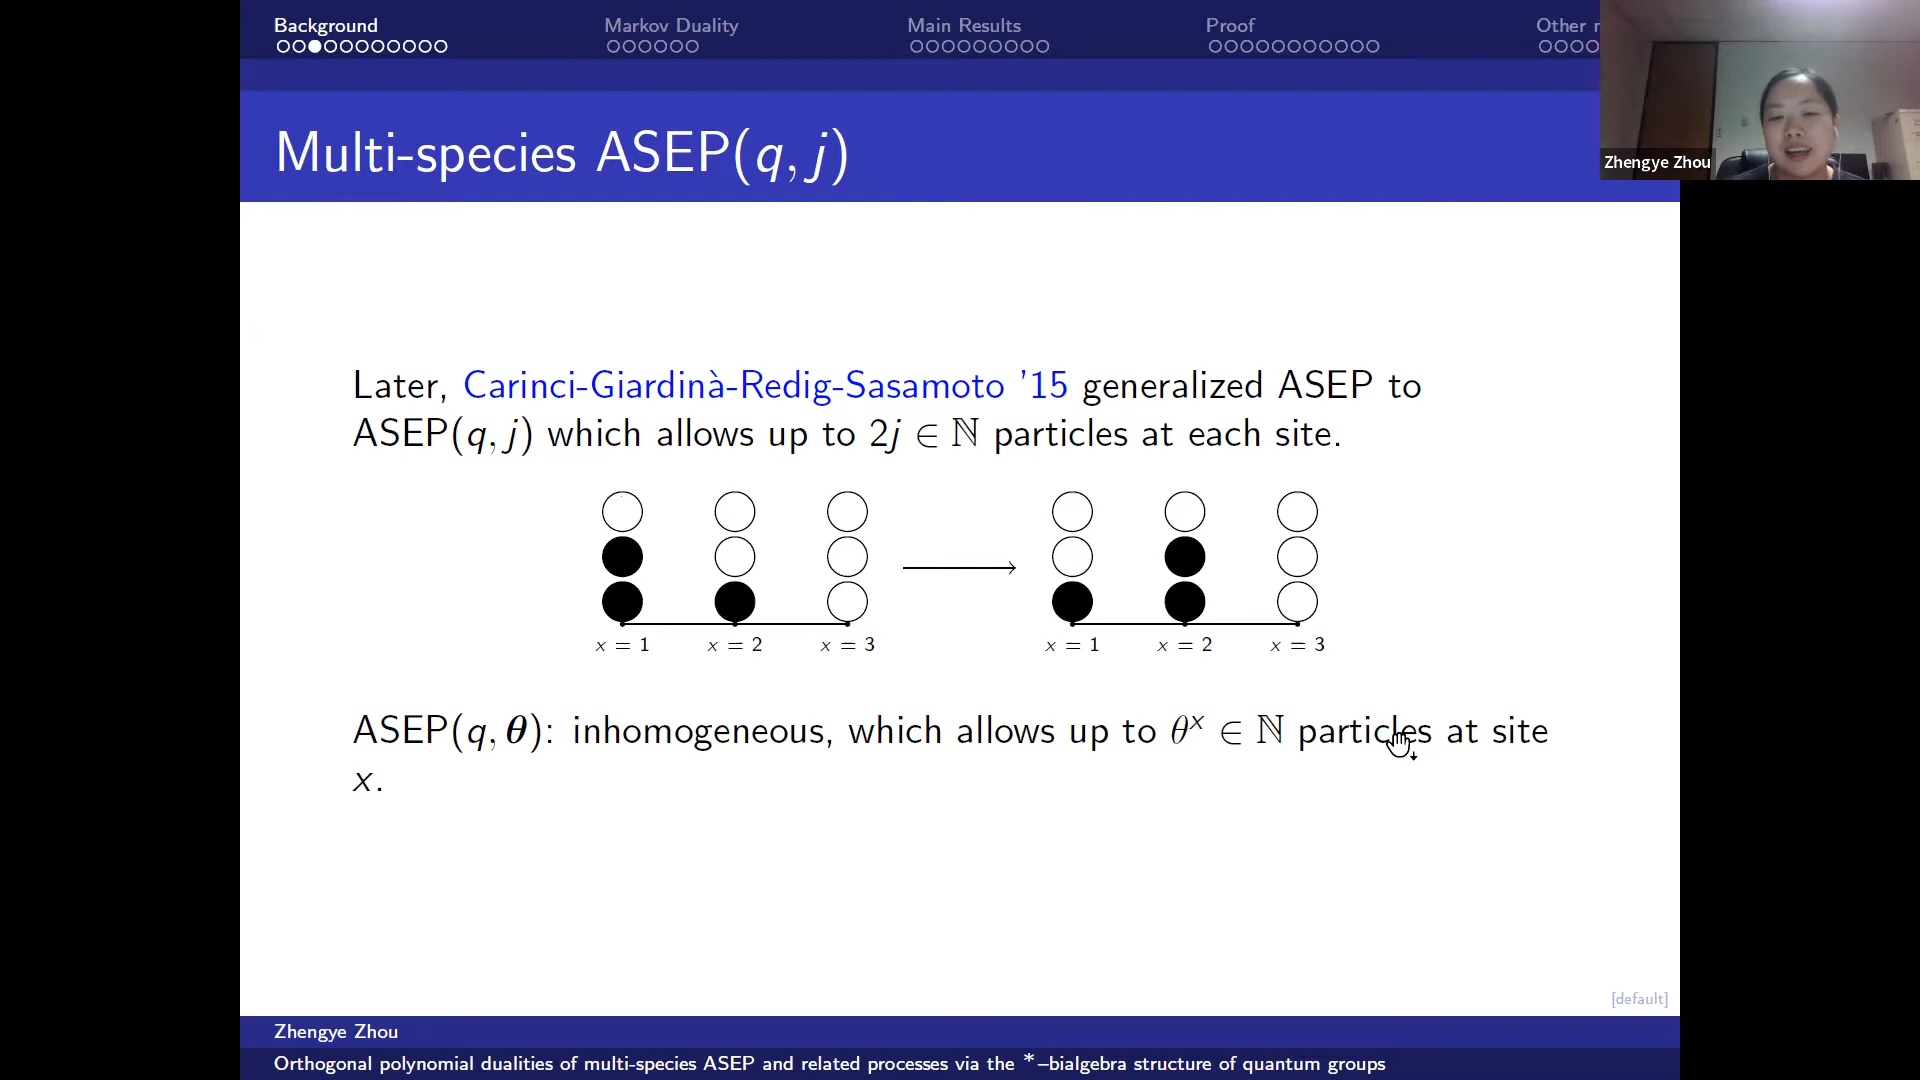 Background
Markov Duality
Main Results
Proof
Other
Multi-species ASEP(q, j)
Zhengye Zhou
Later, Carinci-Giardinà-Redig-Sasamoto '15 generalized ASEP to
ASEP(q, j) which allows up to 2j ∈ ℕ particles at each site.
x = 1 x = 2 x = 3 x = 1 x = 2 x = 3
ASEP(q, θ): inhomogeneous, which allows up to θˣ ∈ ℕ particles at site
x.
[default]
Zhengye Zhou
Orthogonal polynomial dualities of multi-species ASEP and related processes via the *–bialgebra structure of quantum groups